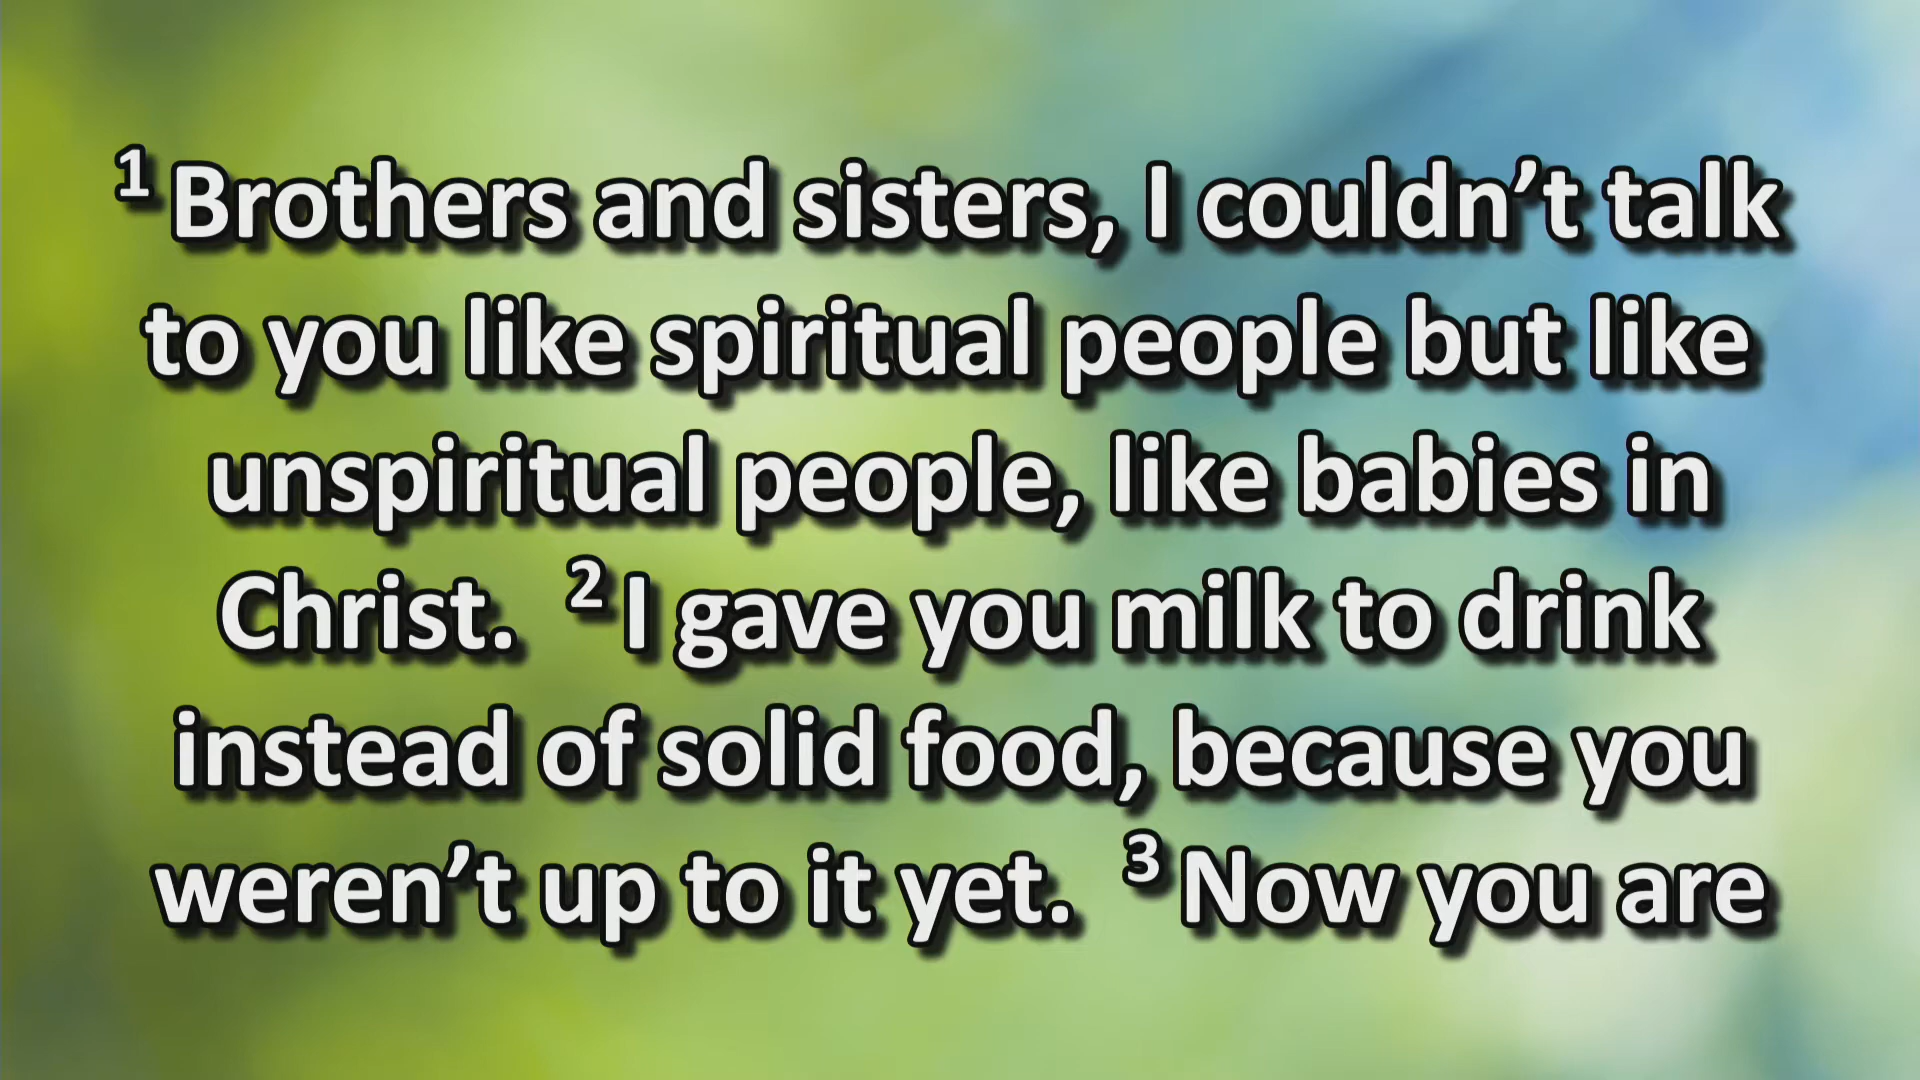 1 Brothers and sisters, I couldn’t talk
to you like spiritual people but like
unspiritual people, like babies in
Christ. 2 I gave you milk to drink
instead of solid food, because you
weren’t up to it yet. 3 Now you are